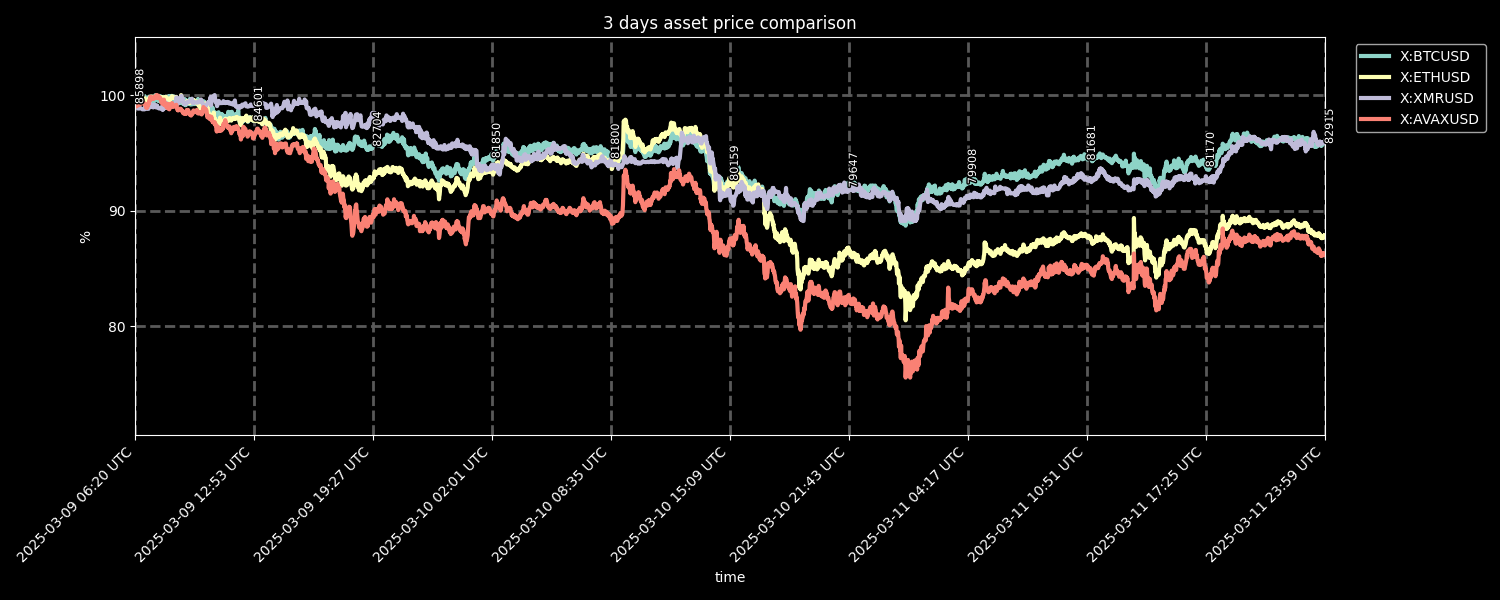 3 days asset price comparison
X:BTCUSD
X:ETHUSD
X:XMRUSD
X:AVAXUSD
100
90
80
%
85898
84601
82704
81850
81800
80159
79647
79908
81681
81170
82915
2025-03-09 06:20 UTC
2025-03-09 12:53 UTC
2025-03-09 19:27 UTC
2025-03-10 02:01 UTC
2025-03-10 08:35 UTC
2025-03-10 15:09 UTC
2025-03-10 21:43 UTC
2025-03-11 04:17 UTC
2025-03-11 10:51 UTC
2025-03-11 17:25 UTC
2025-03-11 23:59 UTC
time